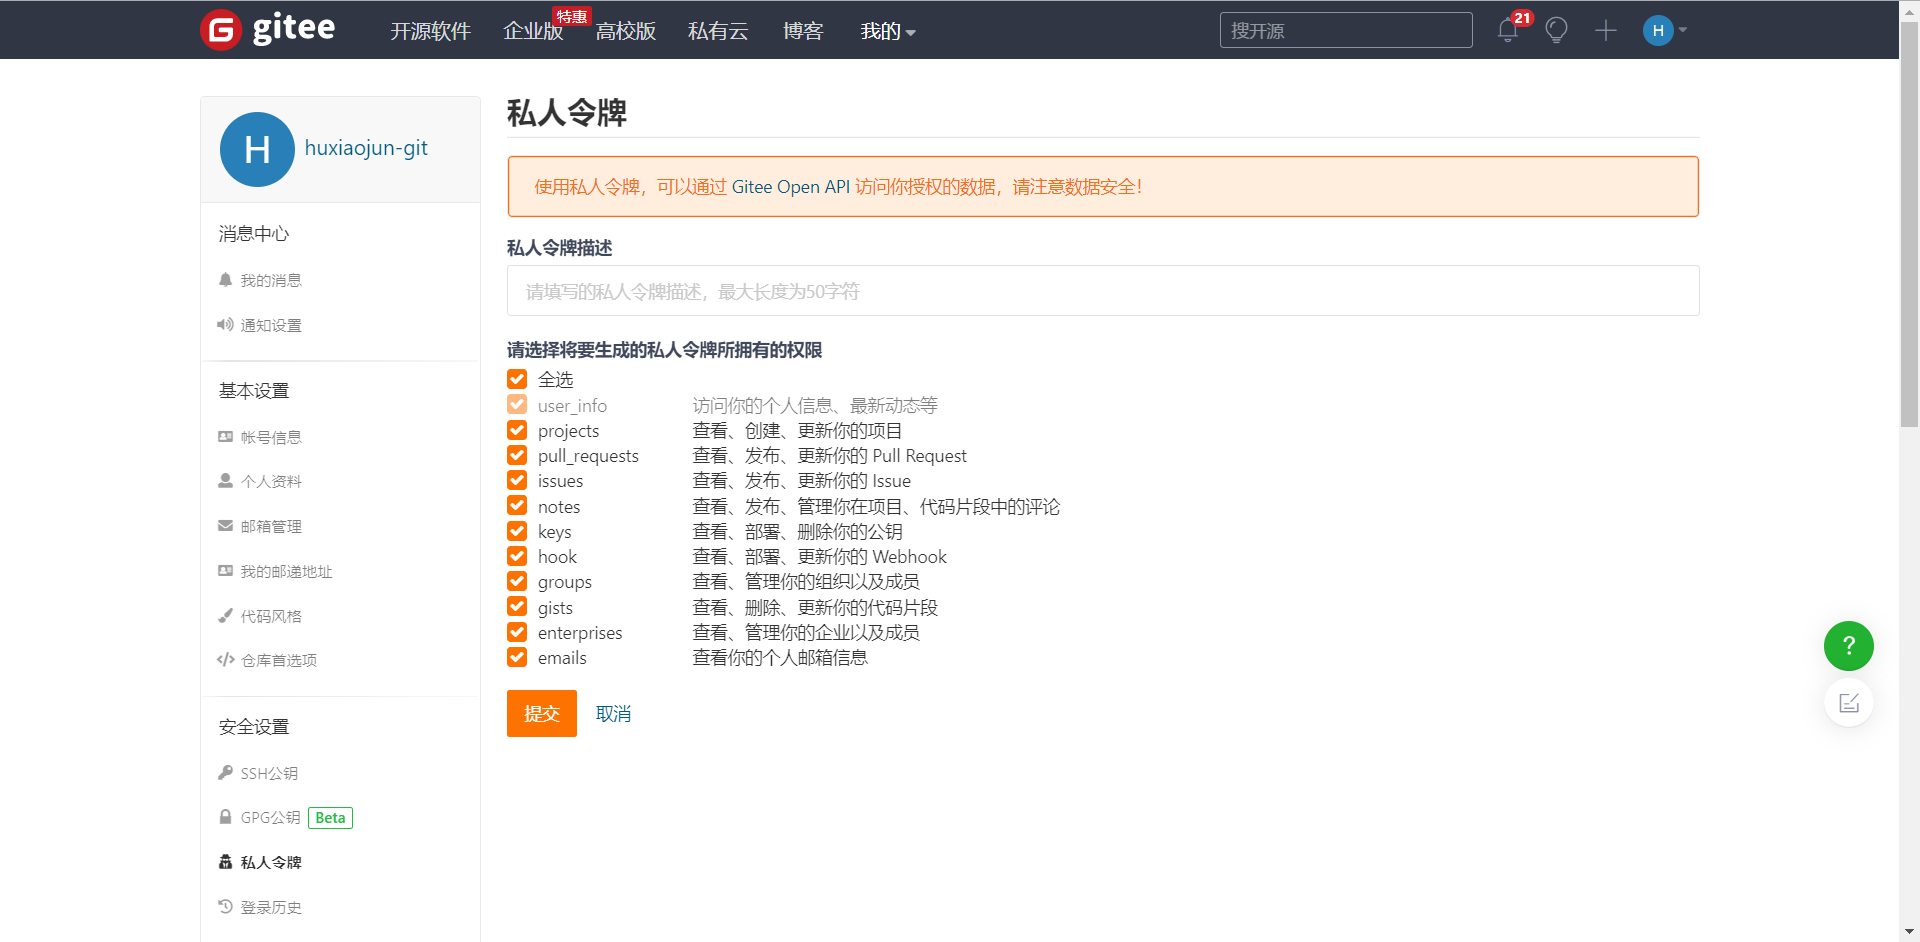 gitee
开源软件
企业版
特惠
高校版
私有云
博客
我的
搜开源
21
H
H
huxiaojun-git
消息中心
我的消息
通知设置
基本设置
帐号信息
个人资料
邮箱管理
我的邮递地址
代码风格
仓库首选项
安全设置
SSH公钥
GPG公钥 Beta
私人令牌
登录历史
私人令牌
使用私人令牌，可以通过 Gitee Open API 访问你授权的数据，请注意数据安全！
私人令牌描述
请填写的私人令牌描述，最大长度为50字符
请选择将要生成的私人令牌所拥有的权限
全选
user_info 访问你的个人信息、最新动态等
projects 查看、创建、更新你的项目
pull_requests 查看、发布、更新你的 Pull Request
issues 查看、发布、更新你的 Issue
notes 查看、发布、管理你在项目、代码片段中的评论
keys 查看、部署、删除你的公钥
hook 查看、部署、更新你的 Webhook
groups 查看、管理你的组织以及成员
gists 查看、删除、更新你的代码片段
enterprises 查看、管理你的企业以及成员
emails 查看你的个人邮箱信息
提交 取消
?